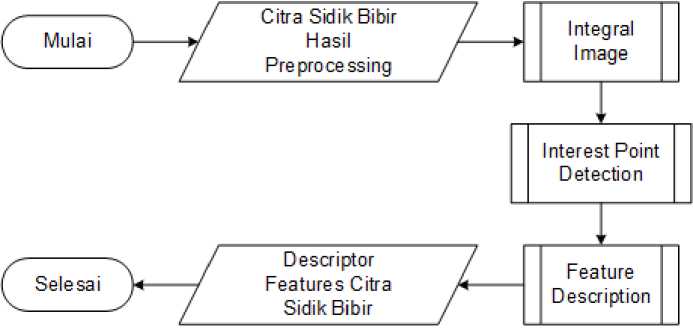 Mulai
Citra Sidik Bibir
Hasil
Preprocessing
Integral
Image
Interest Point
Detection
Feature
Description
Descriptor
Features Citra
Sidik Bibir
Selesai